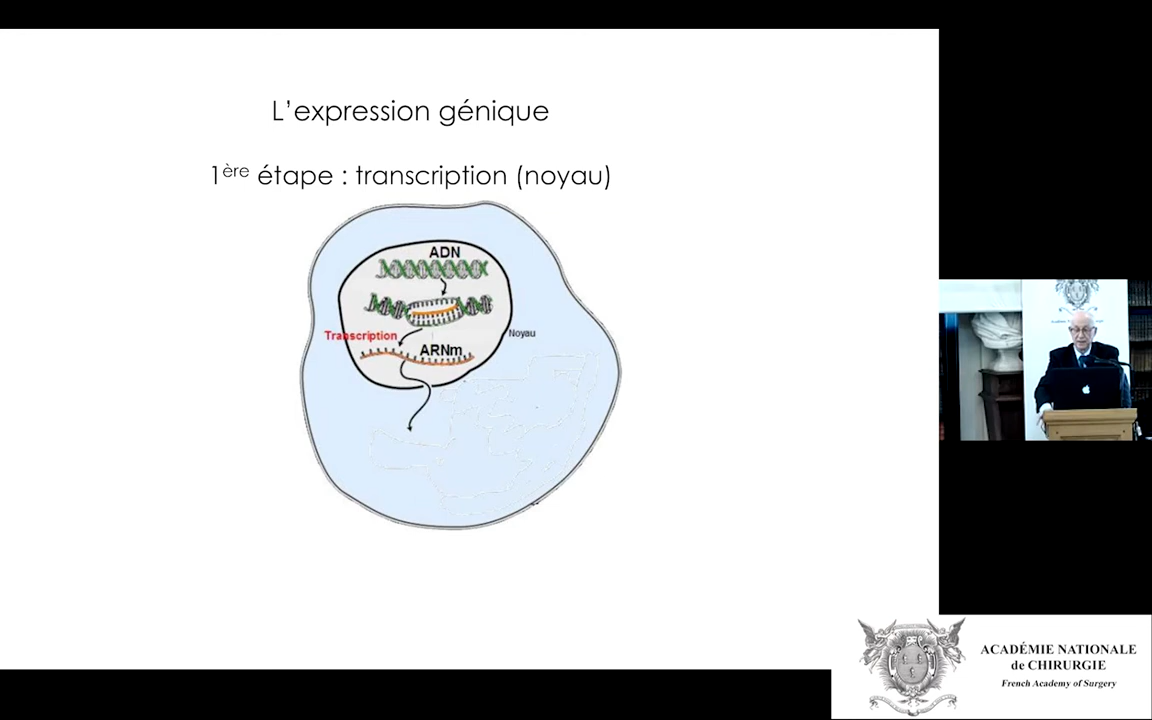 L'expression génique
1ère étape : transcription (noyau)
ADN
Transcription
ARNm
Noyau
ACADÉMIE NATIONALE
de CHIRURGIE
French Academy of Surgery